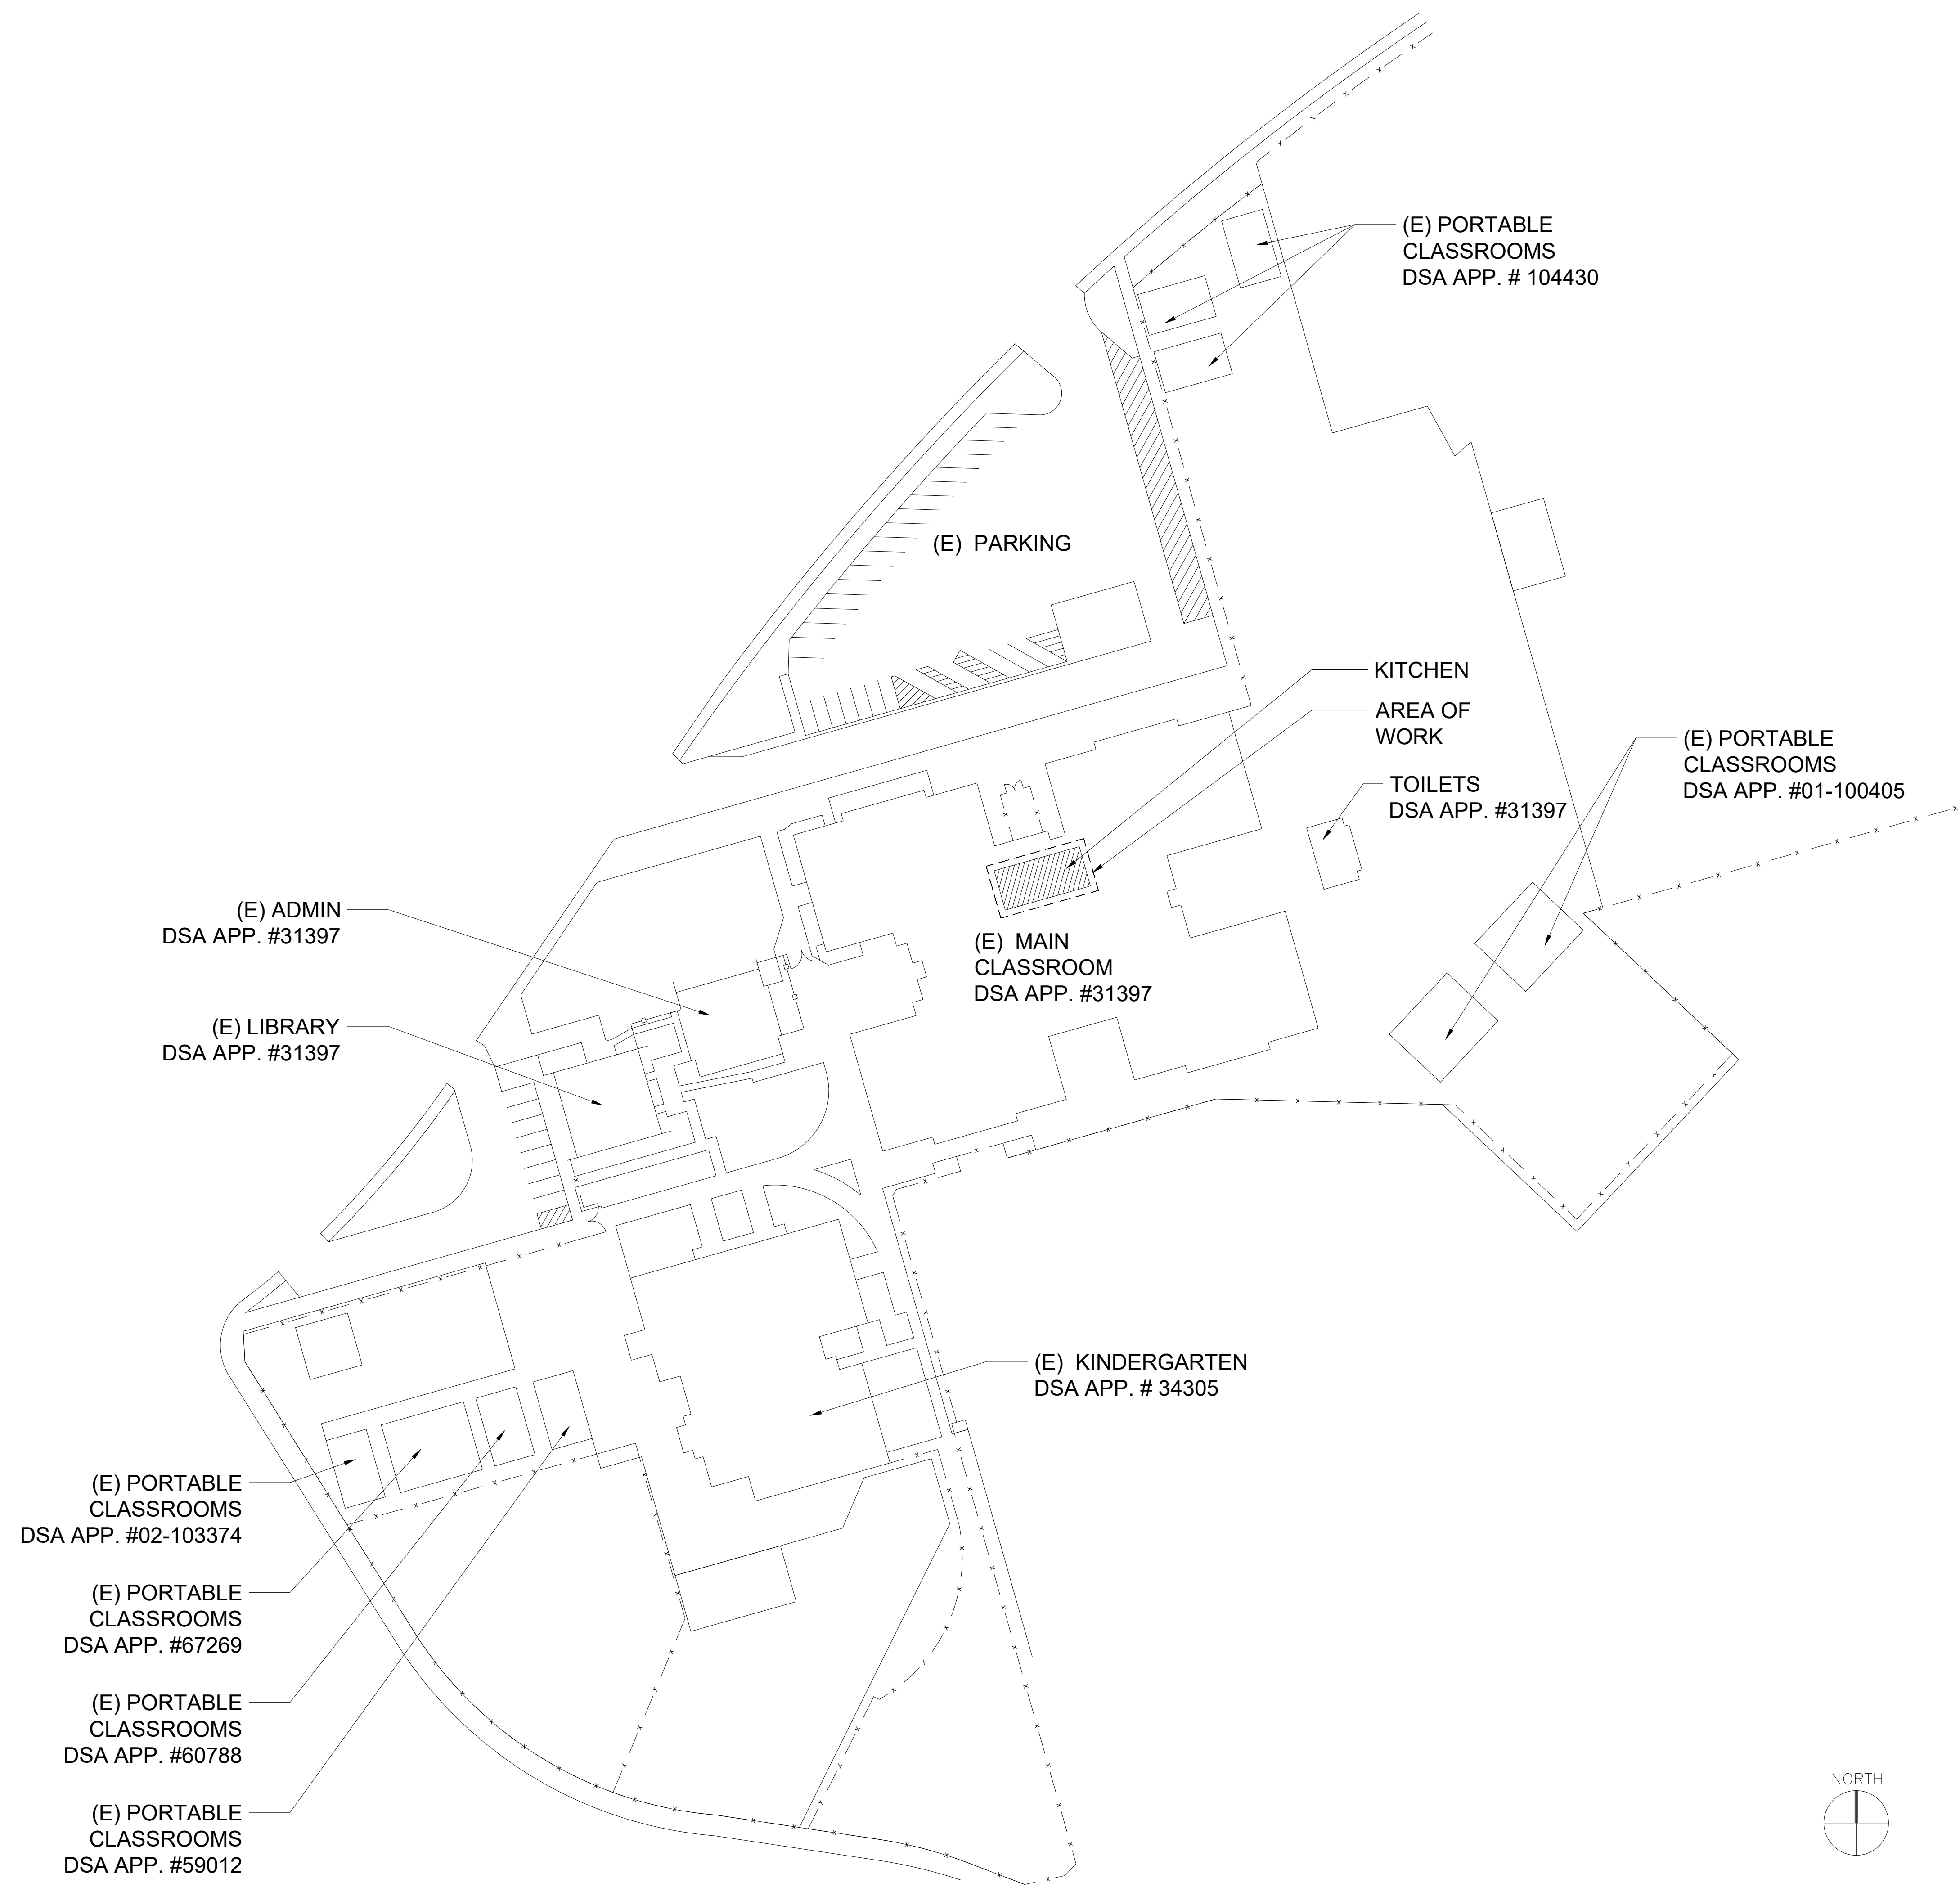 (E) PORTABLE
CLASSROOMS
DSA APP. # 104430
(E) PARKING
KITCHEN
AREA OF
WORK
(E) PORTABLE
CLASSROOMS
DSA APP. #01-100405
TOILETS
DSA APP. #31397
(E) ADMIN
DSA APP. #31397
(E) MAIN
CLASSROOM
DSA APP. #31397
(E) LIBRARY
DSA APP. #31397
(E) KINDERGARTEN
DSA APP. # 34305
(E) PORTABLE
CLASSROOMS
DSA APP. #02-103374
(E) PORTABLE
CLASSROOMS
DSA APP. #67269
(E) PORTABLE
CLASSROOMS
DSA APP. #60788
(E) PORTABLE
CLASSROOMS
DSA APP. #59012
NORTH